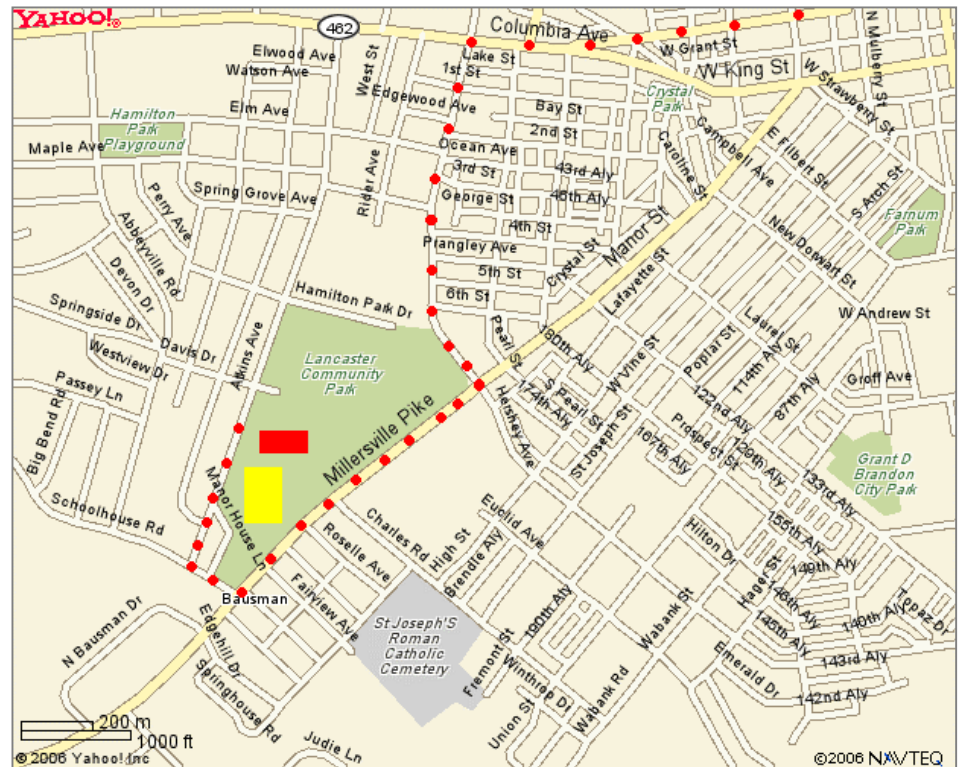 YAHOO!
462
Columbia Ave
N Mulberry St
Elwood Ave
West St
Lake St
W Grant St
Watson Ave
1st St
W King St
W Strawberry St
Hamilton
Park
Playground
Elm Ave
Edgewood Ave
Bay St
Crystal
Park
2nd St
Maple Ave
Ocean Ave
Caroline St
Campbell Ave
E Filbert St
3rd St
43rd Aly
Rider Ave
Spring Grove Ave
George St
46th Aly
S Arch St
Perry Ave
4th St
Farnum
Park
Abbeyville Rd
Prangley Ave
Manor St
New Dorwart St
Devon Dr
5th St
Crystal St
Lafayette St
Springside Dr
Hamilton Park Dr
6th St
W Andrew St
Laurel St
Davis Dr
Pearl St
180th Aly
Westview Dr
Atkins Ave
Lancaster
Community
Park
W Vine St
Poplar St
114th Aly
Passey Ln
174th Aly
S Pearl St
87th Aly
Groff Ave
Big Bend Rd
Millersville Pike
Hershey Ave
St Joseph St
122nd Aly
167th Aly
Prospect St
129th Aly
Grant D
Brandon
City Park
Manor House Ln
133rd Aly
Schoolhouse Rd
Charles Rd
Euclid Ave
155th Aly
Roselle Ave
High St
Hilton Dr
149th Aly
Brendle Aly
Hager St
Fairview Ave
146th Aly
Bausman
190th Aly
Wabank St
145th Aly
140th Aly
Topaz Dr
N Bausman Dr
Edgehill Dr
St Joseph'S
Roman
Catholic
Cemetery
Fremont St
143rd Aly
Springhouse Rd
Winthrop Dr
Emerald Dr
Wabank Rd
142nd Aly
Union St
200 m
1000 ft
Judie Ln
© 2006 Yahoo! Inc
©2006 NAVTEQ